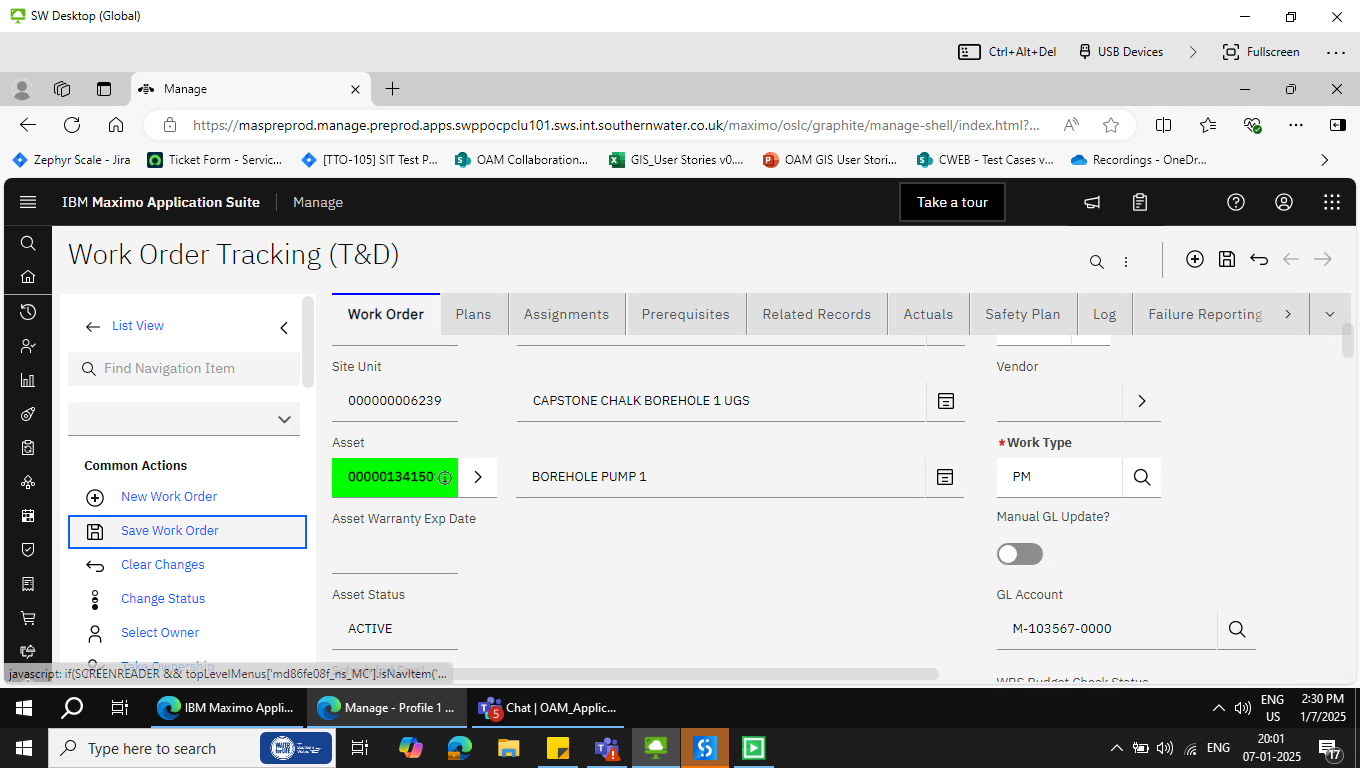 SW Desktop (Global)
Ctrl+Alt+Del
USB Devices
Fullscreen
Manage
https://maspreprod.manage.preprod.apps.swppocpclu101.sws.int.southernwater.co.uk/maximo/oslc/graphite/manage-shell/index.html?...
Zephyr Scale - Jira
Ticket Form - Servic...
[TTO-105] SIT Test P...
OAM Collaboration...
GIS_User Stories v0....
OAM GIS User Stori...
CWEB - Test Cases v...
Recordings - OneDr...
IBM Maximo Application Suite
Manage
Take a tour
Work Order Tracking (T&D)
List View
Find Navigation Item
Common Actions
New Work Order
Save Work Order
Clear Changes
Change Status
Select Owner
Take Ownership
Work Order
Plans
Assignments
Prerequisites
Related Records
Actuals
Safety Plan
Log
Failure Reporting
Site Unit
000000006239
CAPSTONE CHALK BOREHOLE 1 UGS
Vendor
Asset
00000134150
BOREHOLE PUMP 1
*Work Type
PM
Asset Warranty Exp Date
Manual GL Update?
Asset Status
ACTIVE
GL Account
M-103567-0000
WBS Budget Check Status
javascript: if(SCREENREADER && topLevelMenus['md86fe08f_ns_MC'].isNavItem('...
IBM Maximo Appli...
Manage - Profile 1 ...
5
Chat | OAM_Applic...
ENG
US
2:30 PM
1/7/2025
Type here to search
ENG
20:01
07-01-2025
17